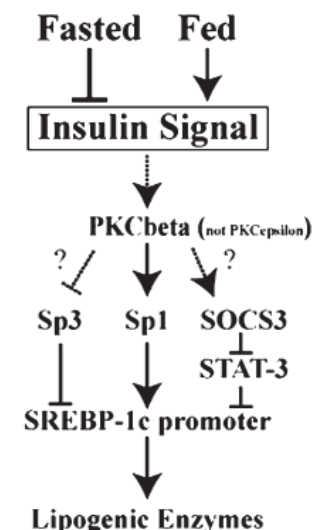 Fasted Fed
Insulin Signal
PKCbeta (not PKCepsilon)
? ?
Sp3 Sp1 SOCS3
STAT-3
SREBP-1c promoter
Lipogenic Enzymes